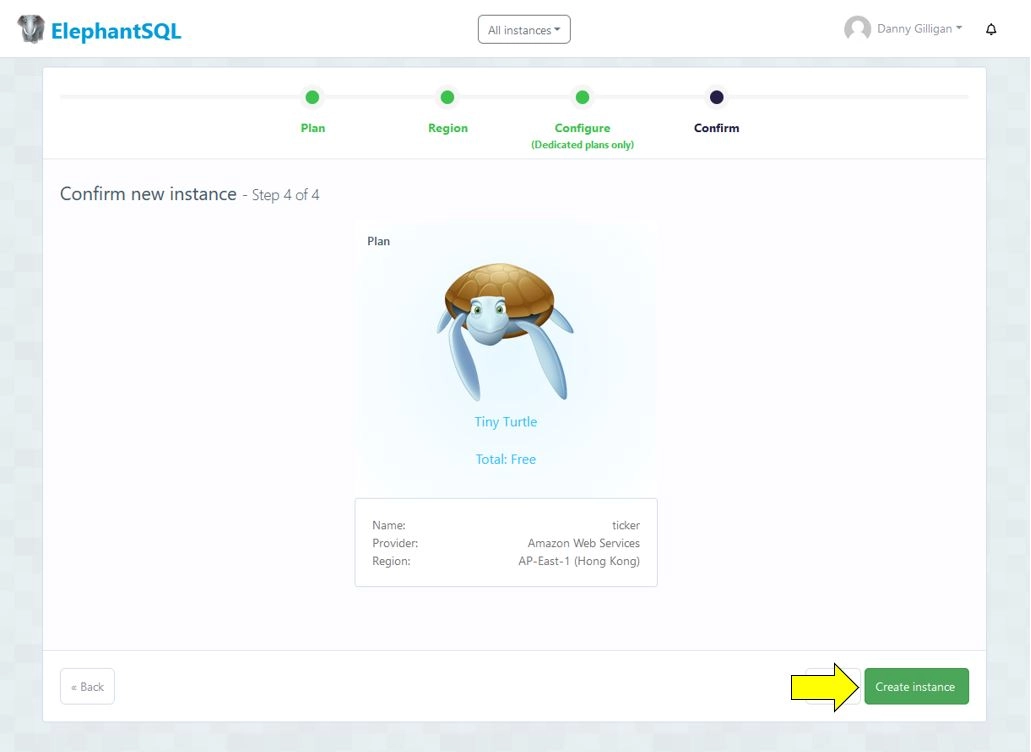 ElephantSQL
All instances
Danny Gilligan
Plan
Region
Configure
(Dedicated plans only)
Confirm
Confirm new instance - Step 4 of 4
Plan
Tiny Turtle
Total: Free
Name: ticker
Provider: Amazon Web Services
Region: AP-East-1 (Hong Kong)
« Back
Create instance